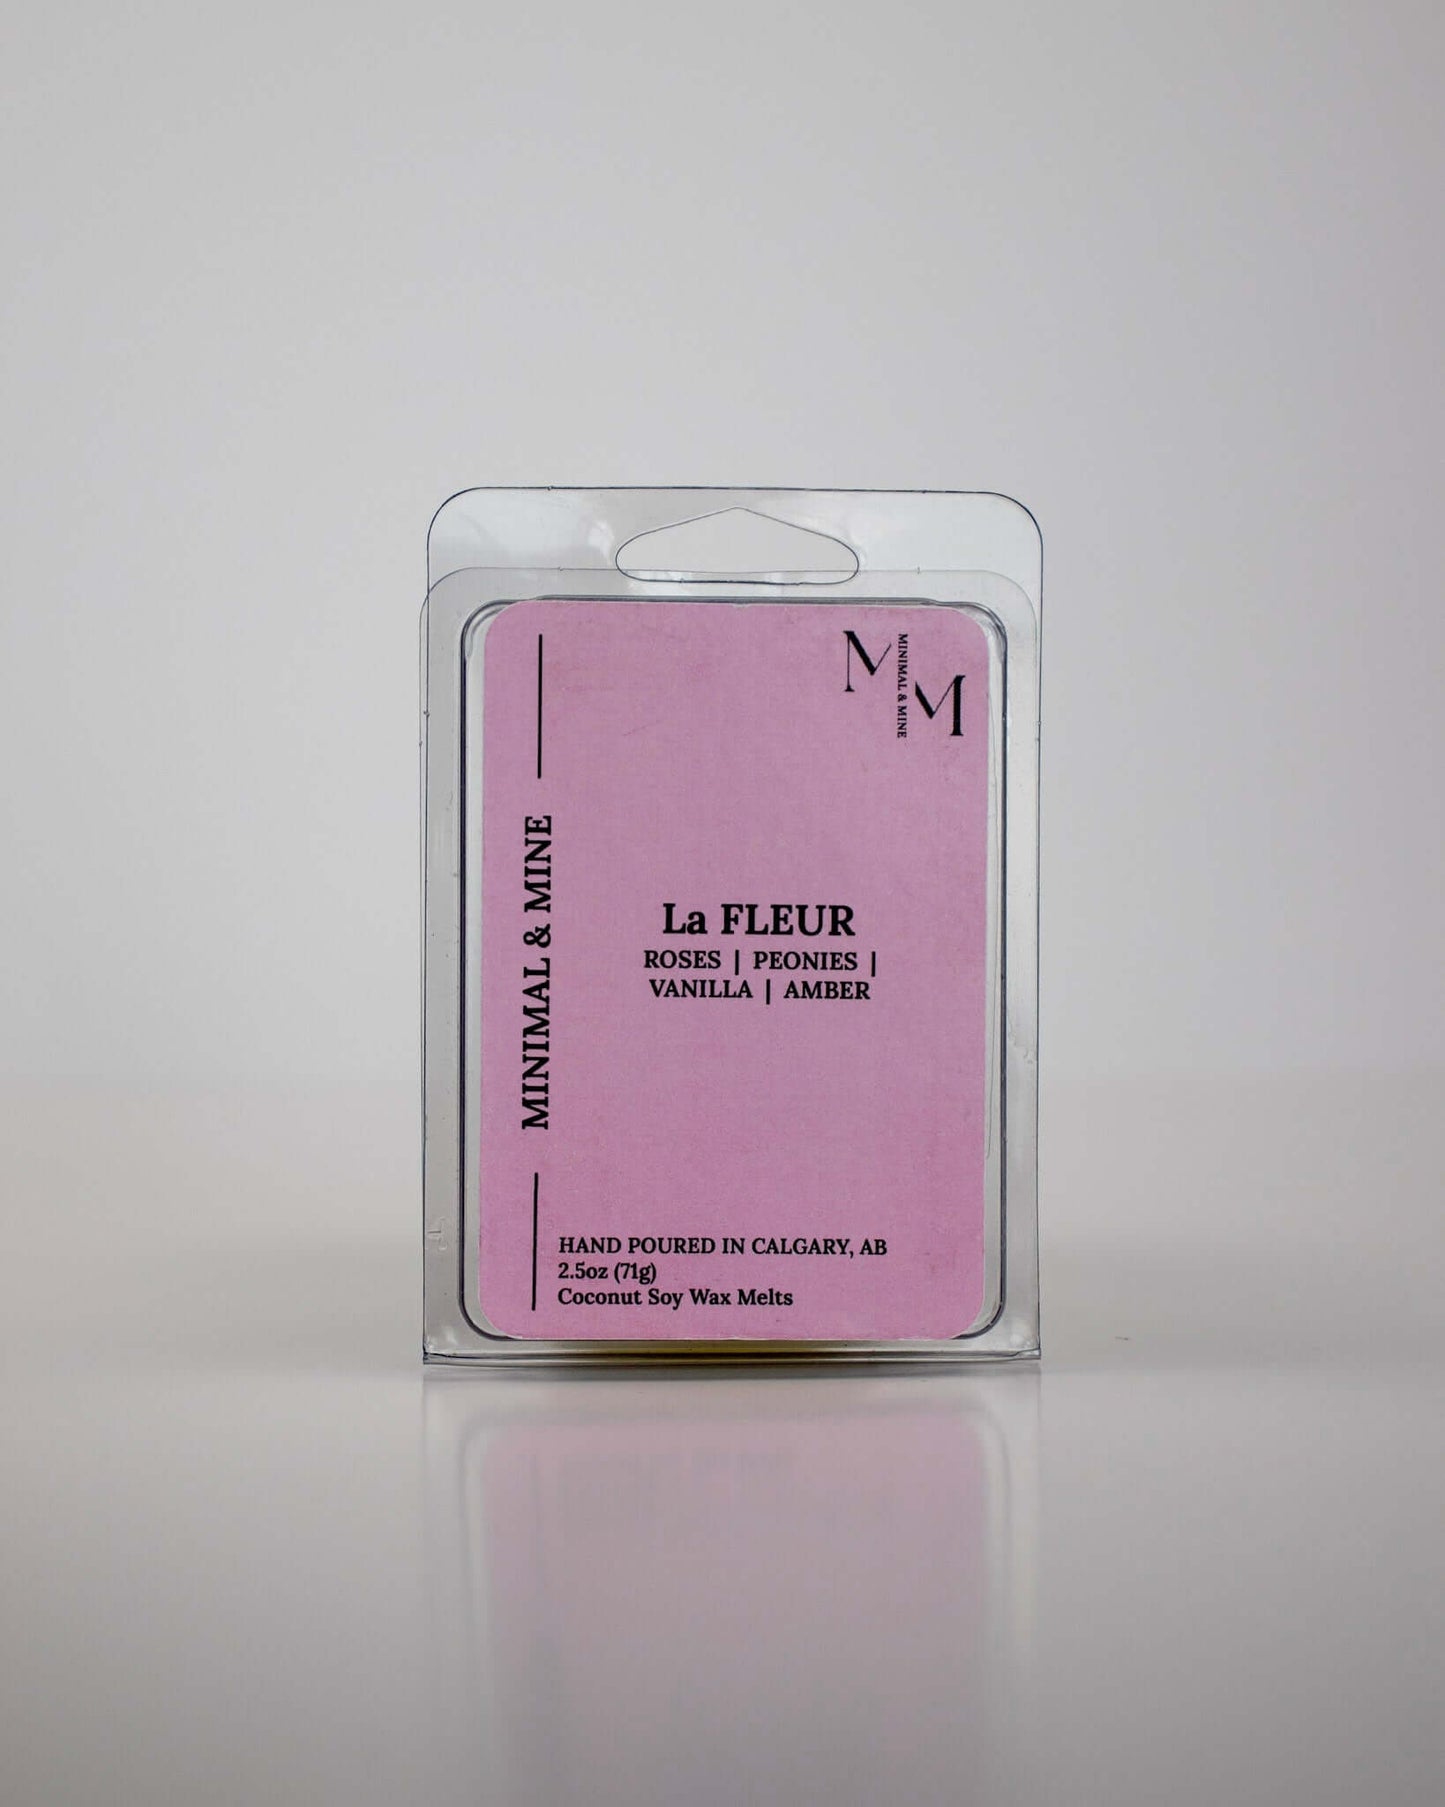 M
MINIMAL & MINE
M
MINIMAL & MINE
La FLEUR
ROSES | PEONIES |
VANILLA | AMBER
HAND POURED IN CALGARY, AB
2.5oz (71g)
Coconut Soy Wax Melts